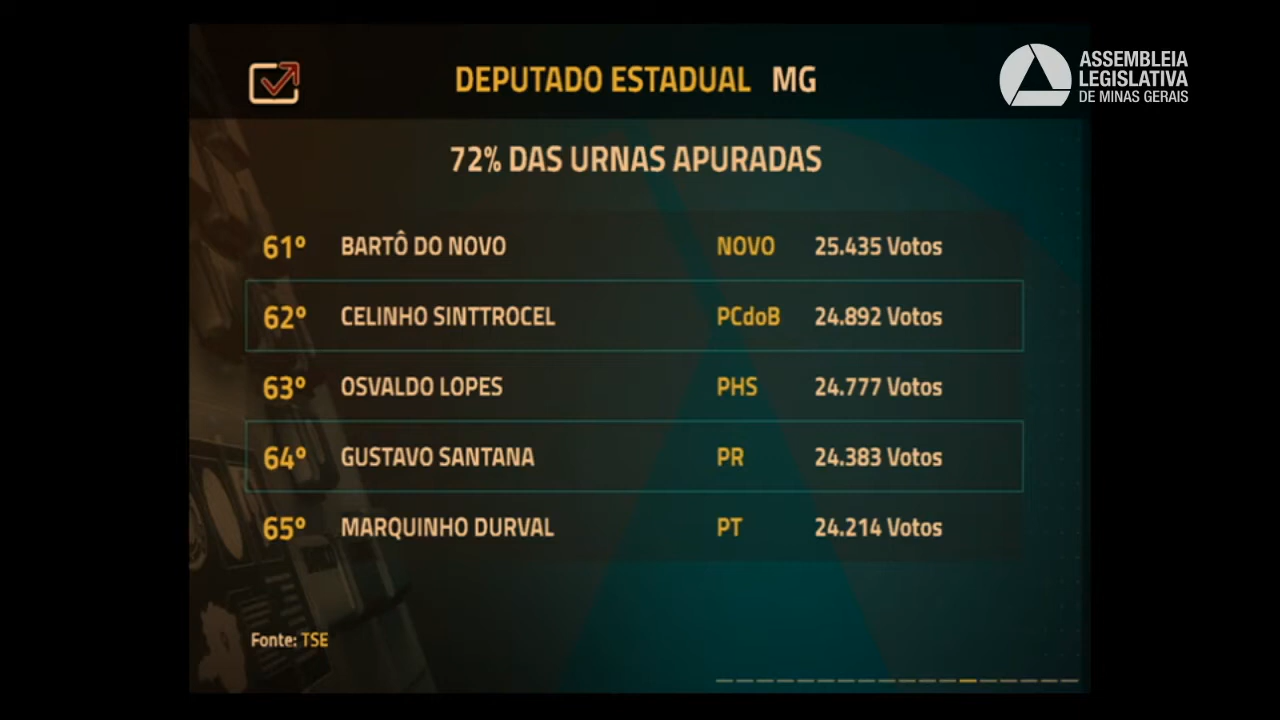 DEPUTADO ESTADUAL MG
ASSEMBLEIA
LEGISLATIVA
DE MINAS GERAIS
72% DAS URNAS APURADAS
61º BARTÔ DO NOVO NOVO 25.435 Votos
62º CELINHO SINTTROCEL PCdoB 24.892 Votos
63º OSVALDO LOPES PHS 24.777 Votos
64º GUSTAVO SANTANA PR 24.383 Votos
65º MARQUINHO DURVAL PT 24.214 Votos
Fonte: TSE